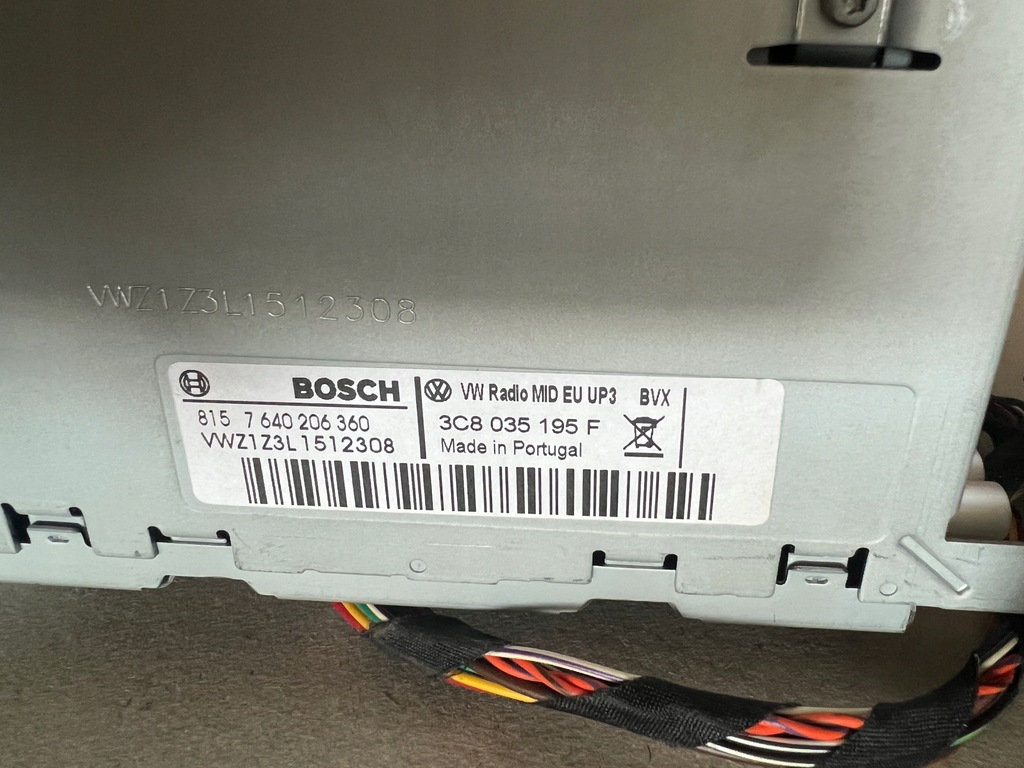 VWZ1Z3L1512308
BOSCH
815 7 640 206 360
VWZ1Z3L1512308
VW Radio MID EU UP3 BVX
3C8 035 195 F
Made in Portugal